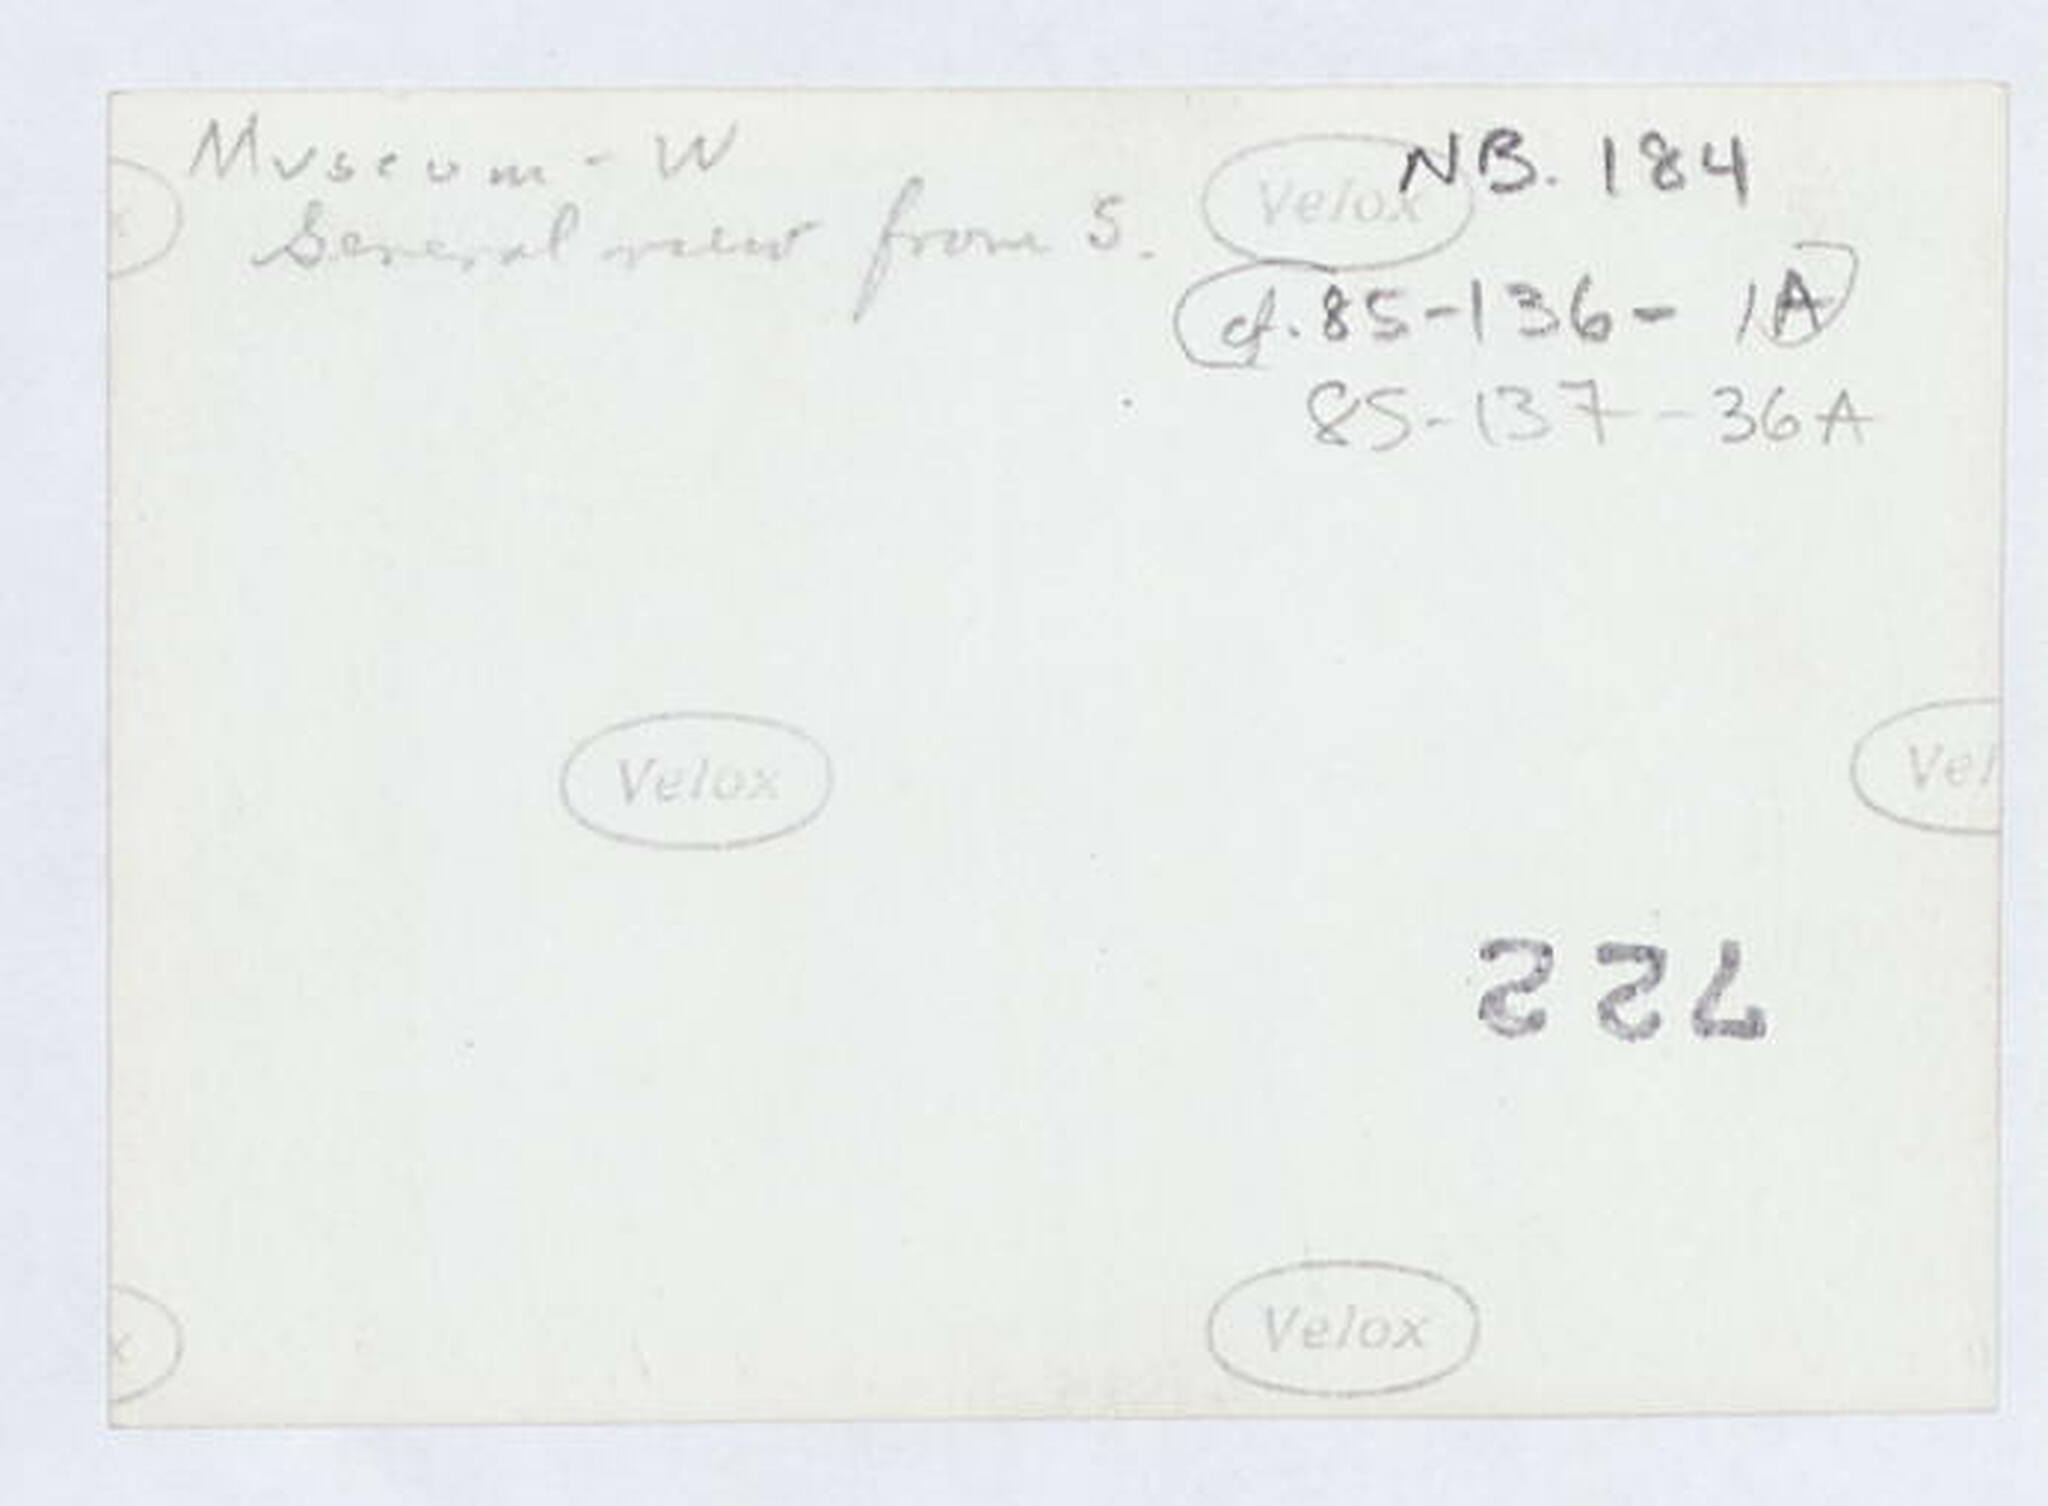 Museum - W
General view from S.
NB. 184
cf. 85-136-1A
85-137-36A
Velox
Velox
Vel
722
Velox
x